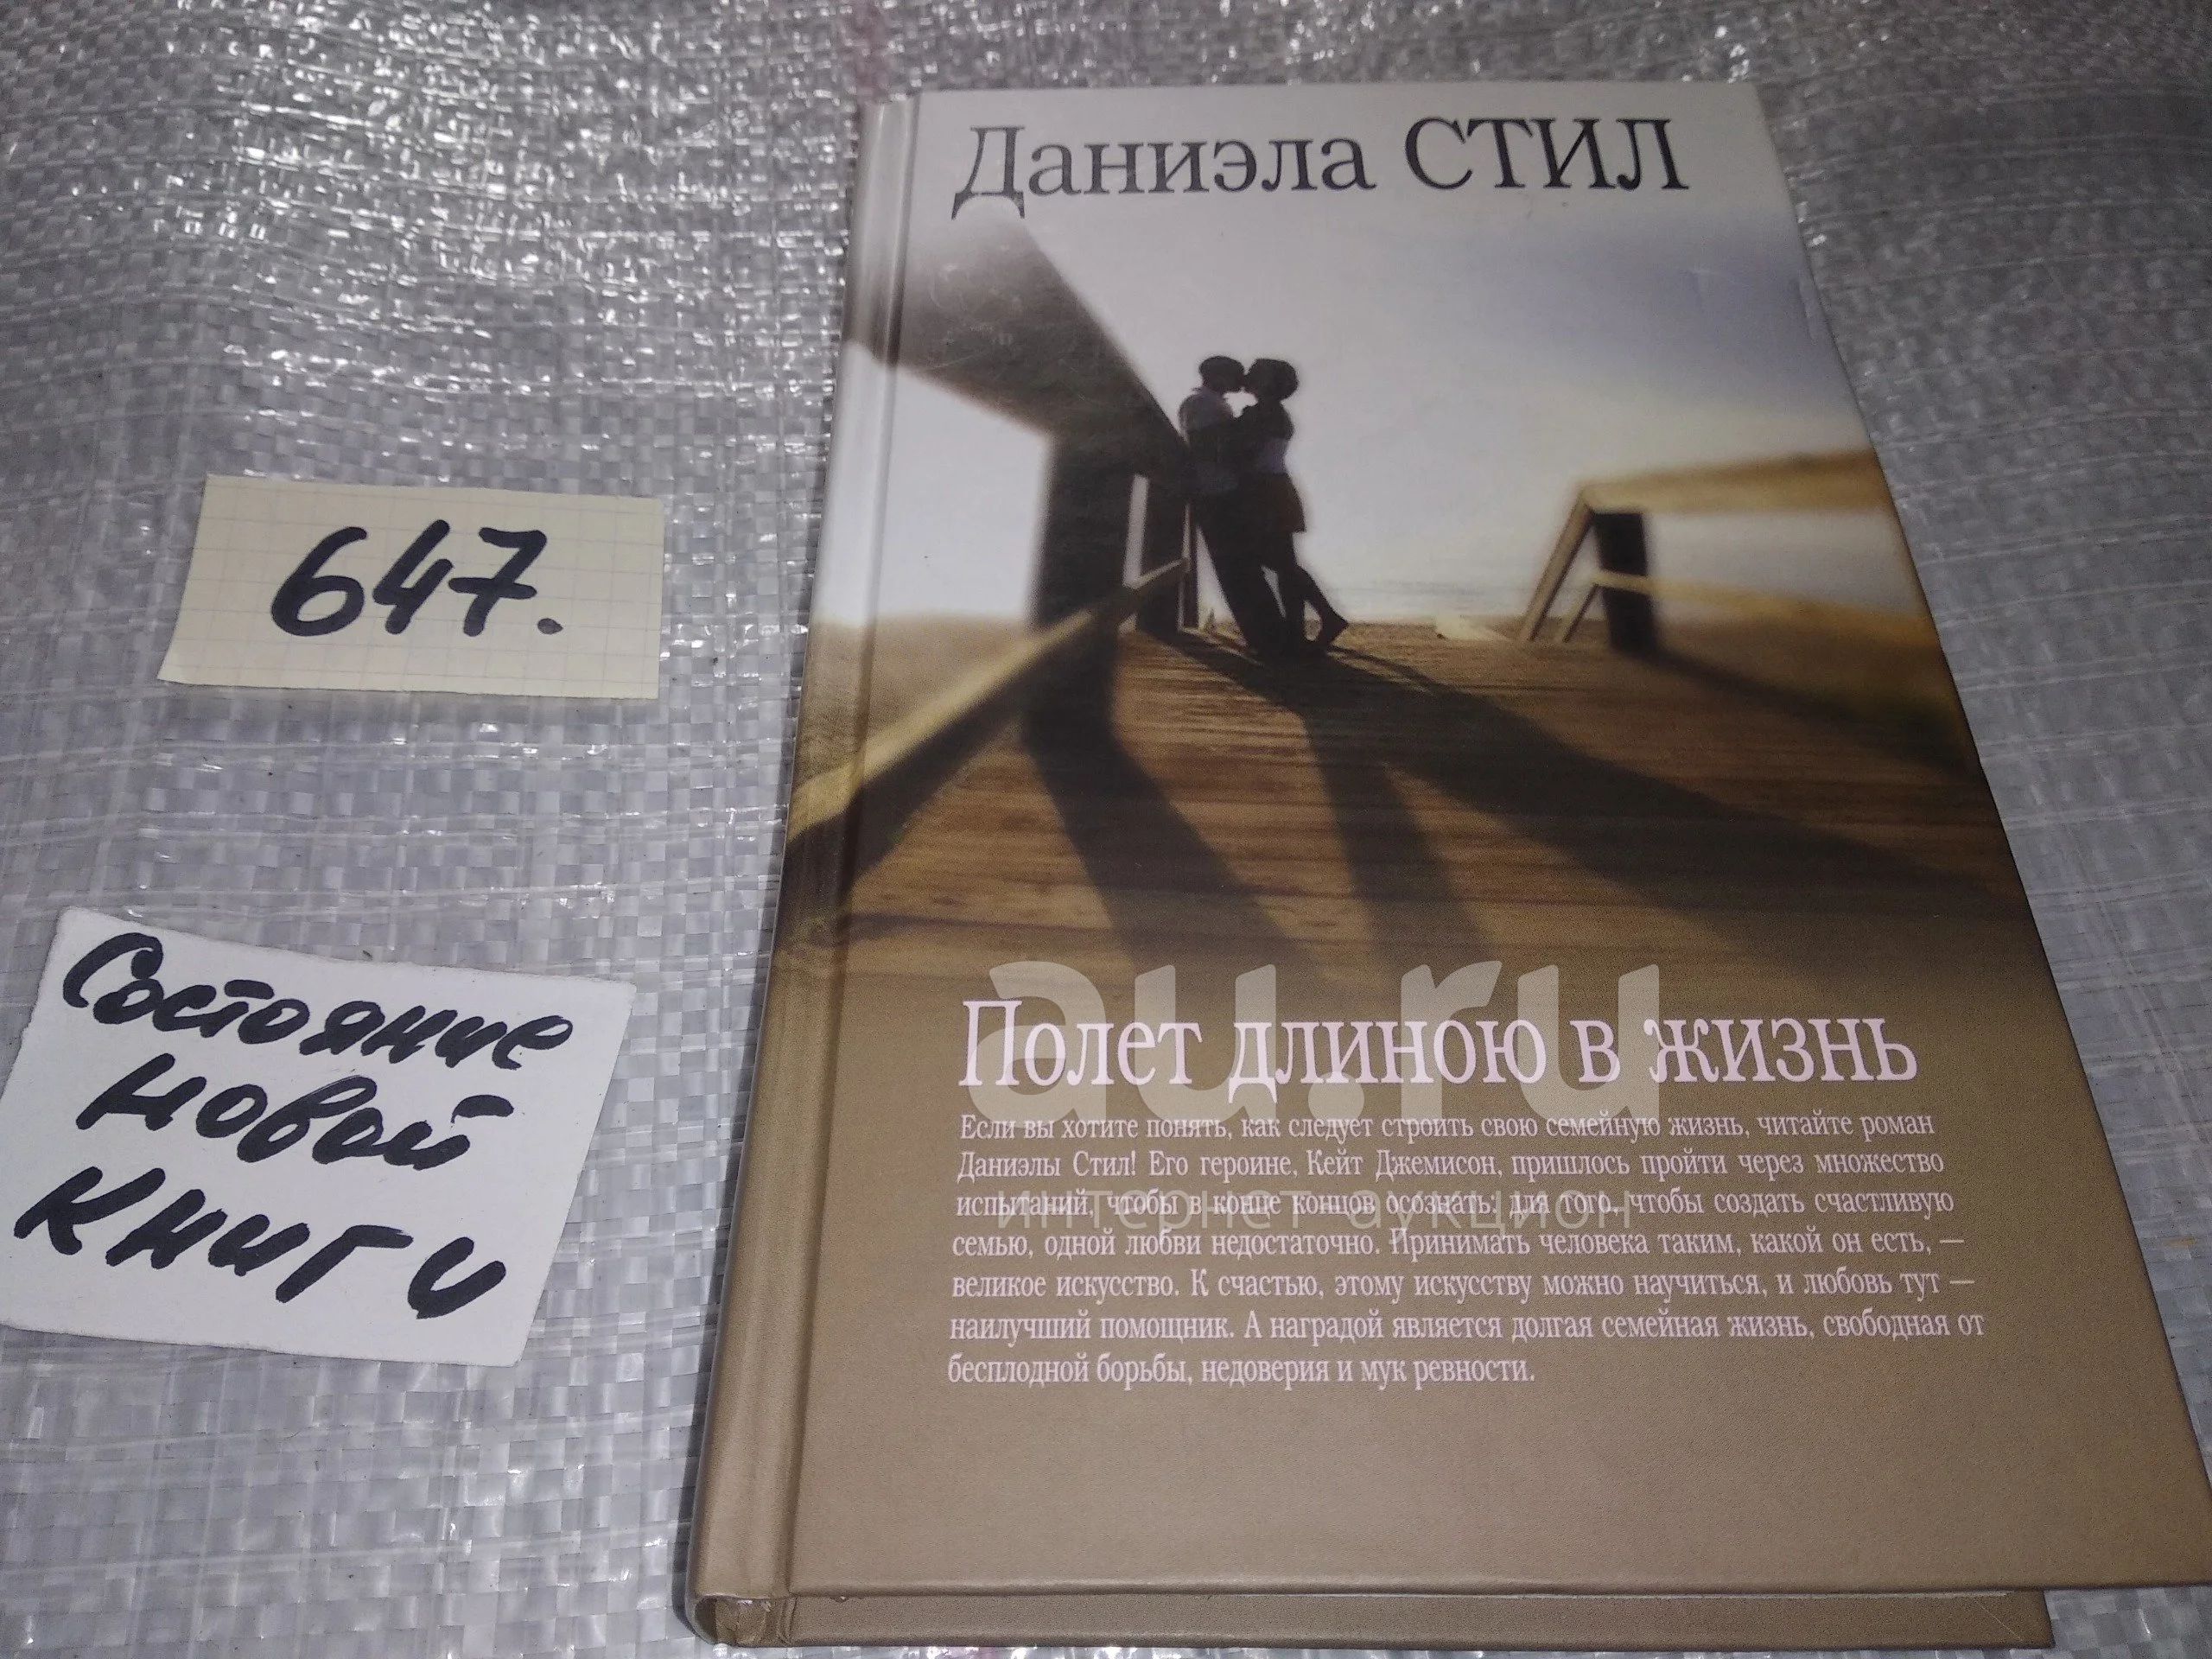 Даниэла СТИЛ
647.
Состояние
новой
книги
Полет длиною в жизнь
Если вы хотите понять, как следует строить свою семейную жизнь, читайте роман
Даниэлы Стил! Его героине, Кейт Джемисон, пришлось пройти через множество
испытаний, чтобы в конце концов осознать: для того, чтобы создать счастливую
семью, одной любви недостаточно. Принимать человека таким, какой он есть, —
великое искусство. К счастью, этому искусству можно научиться, и любовь тут —
наилучший помощник. А наградой является долгая семейная жизнь, свободная от
бесплодной борьбы, недоверия и мук ревности.
au.ru
интернет-аукцион